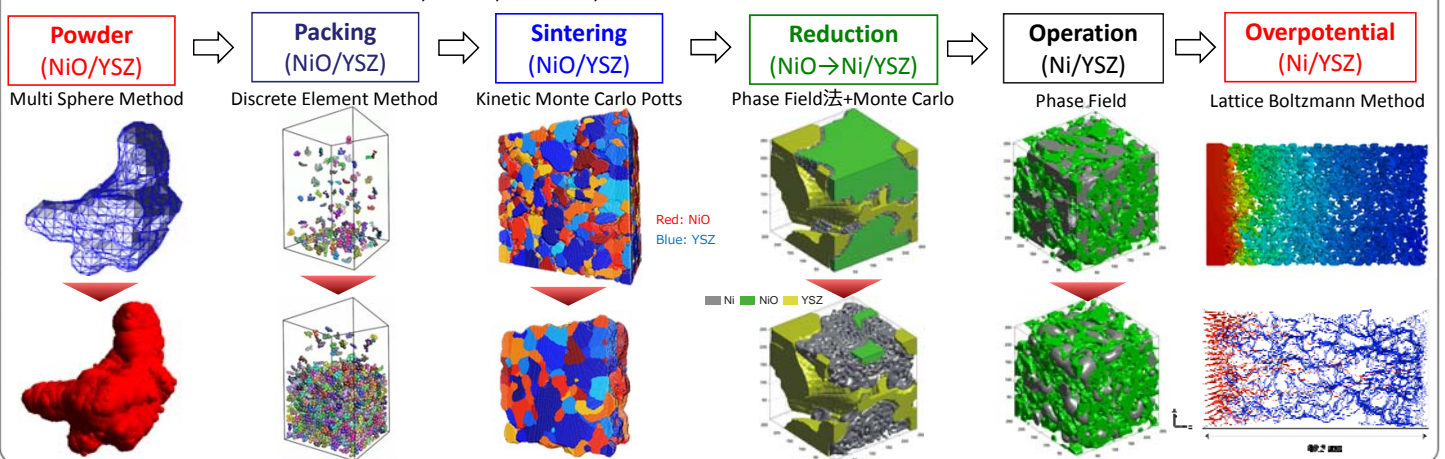 Powder
(NiO/YSZ)
Packing
(NiO/YSZ)
Sintering
(NiO/YSZ)
Reduction
(NiO→Ni/YSZ)
Operation
(Ni/YSZ)
Overpotential
(Ni/YSZ)
Multi Sphere Method
Discrete Element Method
Kinetic Monte Carlo Potts
Phase Field法+Monte Carlo
Phase Field
Lattice Boltzmann Method
Red: NiO
Blue: YSZ
Ni NiO YSZ